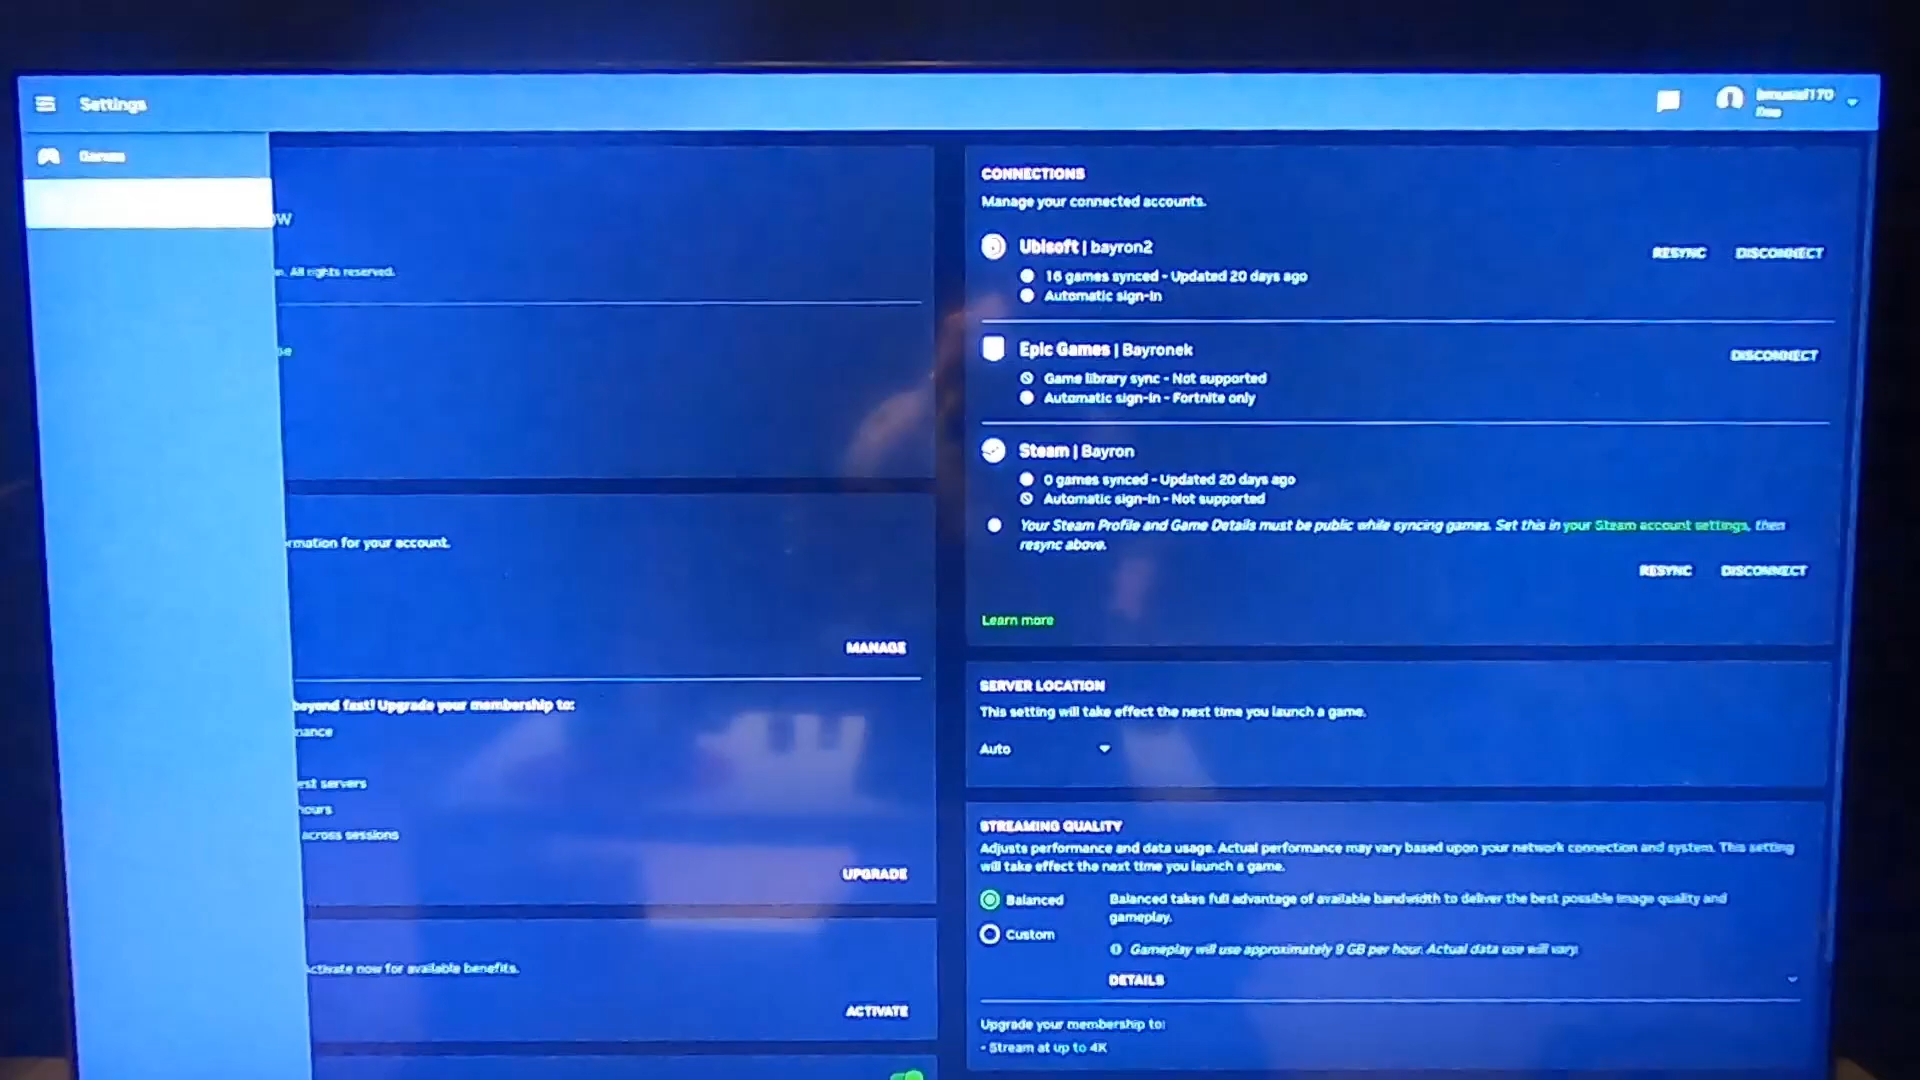 Settings
Games
n. All rights reserved.
rmation for your account.
MANAGE
beyond fast! Upgrade your membership to:
mance
est servers
hours
across sessions
UPGRADE
Activate now for available benefits.
ACTIVATE
CONNECTIONS
Manage your connected accounts.
Ubisoft | bayron2
RESYNC DISCONNECT
16 games synced - Updated 20 days ago
Automatic sign-in
Epic Games | Bayronek
DISCONNECT
Game library sync - Not supported
Automatic sign-in - Fortnite only
Steam | Bayron
0 games synced - Updated 20 days ago
Automatic sign-in - Not supported
Your Steam Profile and Game Details must be public while syncing games. Set this in your Steam account settings, then
resync above.
RESYNC DISCONNECT
Learn more
SERVER LOCATION
This setting will take effect the next time you launch a game.
Auto
STREAMING QUALITY
Adjusts performance and data usage. Actual performance may vary based upon your network connection and system. This setting
will take effect the next time you launch a game.
Balanced
Balanced takes full advantage of available bandwidth to deliver the best possible image quality and
gameplay.
Custom
Gameplay will use approximately 9 GB per hour. Actual data use will vary.
DETAILS
Upgrade your membership to:
- Stream at up to 4K